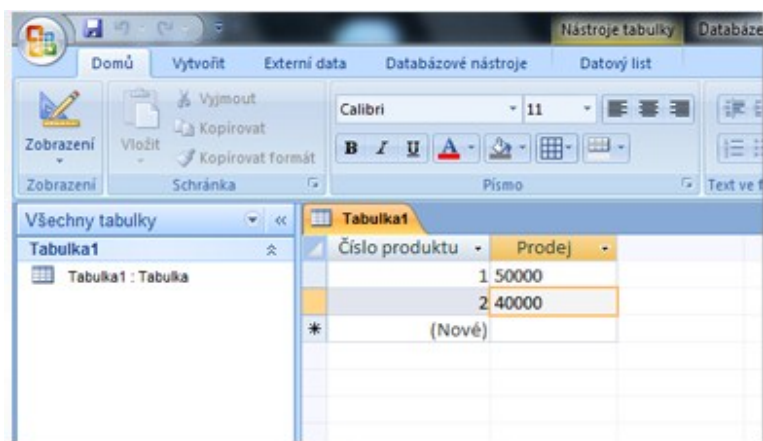 Nástroje tabulky Databáze
Domů Vytvořit Externí data Databázové nástroje Datový list
Vyjmout
Kopírovat
Kopírovat formát
Zobrazení
Vložit
Calibri 11
B I U A
Zobrazení Schránka Písmo Text ve f
Všechny tabulky
Tabulka1
Tabulka1 : Tabulka
Tabulka1
Číslo produktu Prodej
1 50000
2 40000
(Nové)